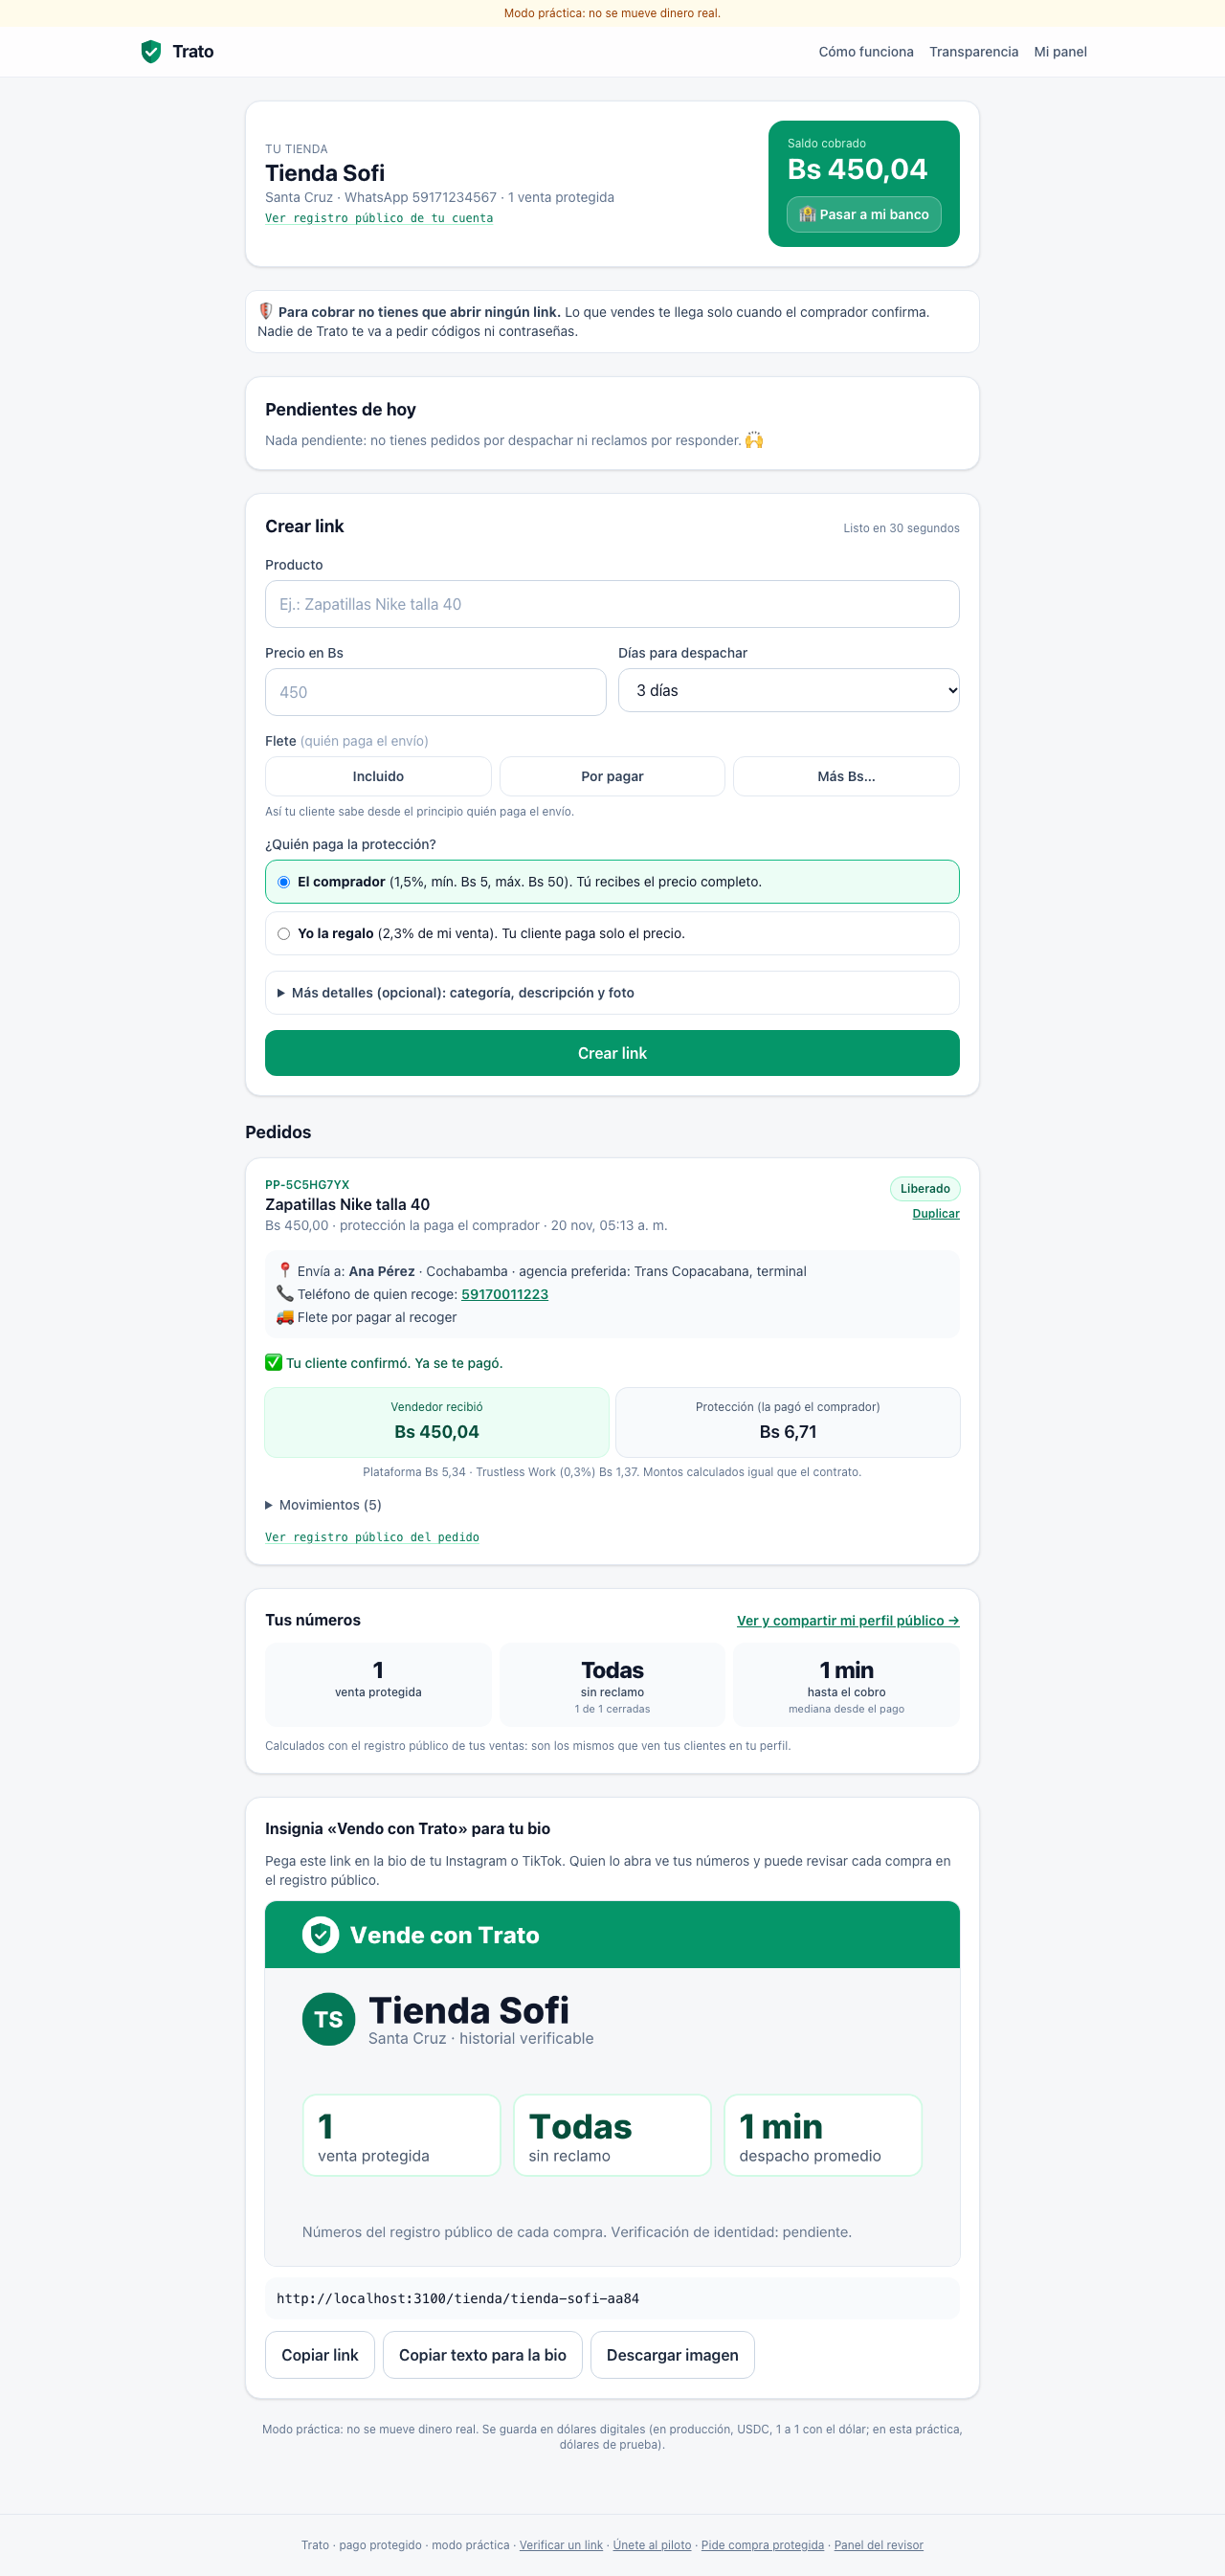 Modo práctica: no se mueve dinero real.
Trato
Cómo funciona Transparencia Mi panel
TU TIENDA
Tienda Sofi
Santa Cruz · WhatsApp 59171234567 · 1 venta protegida
Ver registro público de tu cuenta
Saldo cobrado
Bs 450,04
🏦 Pasar a mi banco
🛡️ Para cobrar no tienes que abrir ningún link. Lo que vendes te llega solo cuando el comprador confirma.
Nadie de Trato te va a pedir códigos ni contraseñas.
Pendientes de hoy
Nada pendiente: no tienes pedidos por despachar ni reclamos por responder. 🙌
Crear link
Listo en 30 segundos
Producto
Ej.: Zapatillas Nike talla 40
Precio en Bs
Días para despachar
450
3 días
Flete (quién paga el envío)
Incluido
Por pagar
Más Bs...
Así tu cliente sabe desde el principio quién paga el envío.
¿Quién paga la protección?
El comprador (1,5%, mín. Bs 5, máx. Bs 50). Tú recibes el precio completo.
Yo la regalo (2,3% de mi venta). Tu cliente paga solo el precio.
Más detalles (opcional): categoría, descripción y foto
Crear link
Pedidos
PP-5C5HG7YX
Liberado
Zapatillas Nike talla 40
Duplicar
Bs 450,00 · protección la paga el comprador · 20 nov, 05:13 a. m.
📍 Envía a: Ana Pérez · Cochabamba · agencia preferida: Trans Copacabana, terminal
📞 Teléfono de quien recoge: 59170011223
🚚 Flete por pagar al recoger
✅ Tu cliente confirmó. Ya se te pagó.
Vendedor recibió
Bs 450,04
Protección (la pagó el comprador)
Bs 6,71
Plataforma Bs 5,34 · Trustless Work (0,3%) Bs 1,37. Montos calculados igual que el contrato.
Movimientos (5)
Ver registro público del pedido
Tus números
Ver y compartir mi perfil público →
1
venta protegida
Todas
sin reclamo
1 de 1 cerradas
1 min
hasta el cobro
mediana desde el pago
Calculados con el registro público de tus ventas: son los mismos que ven tus clientes en tu perfil.
Insignia «Vendo con Trato» para tu bio
Pega este link en la bio de tu Instagram o TikTok. Quien lo abra ve tus números y puede revisar cada compra en
el registro público.
Vende con Trato
TS
Tienda Sofi
Santa Cruz · historial verificable
1
venta protegida
Todas
sin reclamo
1 min
despacho promedio
Números del registro público de cada compra. Verificación de identidad: pendiente.
http://localhost:3100/tienda/tienda-sofi-aa84
Copiar link
Copiar texto para la bio
Descargar imagen
Modo práctica: no se mueve dinero real. Se guarda en dólares digitales (en producción, USDC, 1 a 1 con el dólar; en esta práctica,
dólares de prueba).
Trato · pago protegido · modo práctica · Verificar un link · Únete al piloto · Pide compra protegida · Panel del revisor